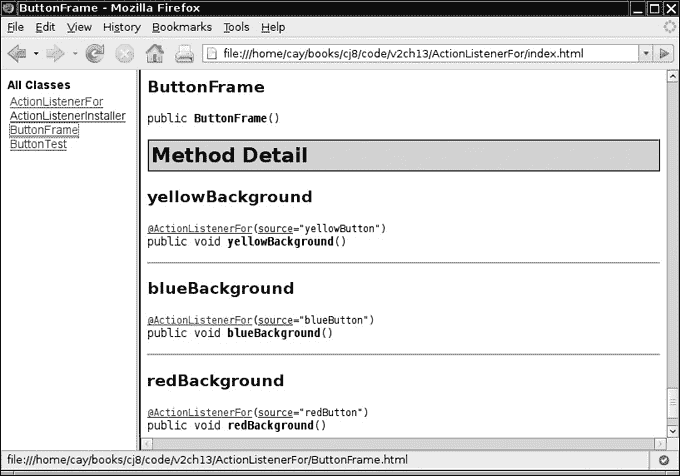 ButtonFrame - Mozilla Firefox
File Edit View History Bookmarks Tools Help
file:///home/cay/books/cj8/code/v2ch13/ActionListenerFor/index.html
All Classes
ActionListenerFor
ActionListenerInstaller
ButtonFrame
ButtonTest
ButtonFrame
public ButtonFrame()
Method Detail
yellowBackground
@ActionListenerFor(source="yellowButton")
public void yellowBackground()
blueBackground
@ActionListenerFor(source="blueButton")
public void blueBackground()
redBackground
@ActionListenerFor(source="redButton")
public void redBackground()
file:///home/cay/books/cj8/code/v2ch13/ActionListenerFor/ButtonFrame.html